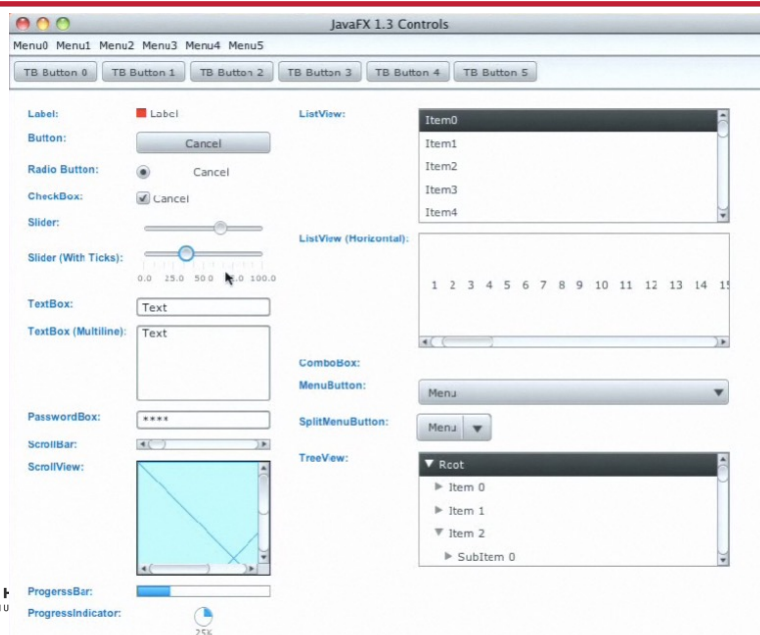 JavaFX 1.3 Controls
Menu0 Menu1 Menu2 Menu3 Menu4 Menu5
TB Button 0 TB Button 1 TB Button 2 TB Button 3 TB Button 4 TB Button 5
Label: Label
Button: Cancel
Radio Button: Cancel
CheckBox: Cancel
Slider:
Slider (With Ticks):
0.0 25.0 50.0 .0 100.0
TextBox: Text
TextBox (Multiline): Text
PasswordBox: ****
ScrollBar:
ScrollView:
ProgerssBar:
ProgressIndicator:
25%
ListView: Item0
Item1
Item2
Item3
Item4
ListView (Horizontal):
1 2 3 4 5 6 7 8 9 10 11 12 13 14 15
ComboBox:
MenuButton: Menu
SplitMenuButton: Menu
TreeView: Root
Item 0
Item 1
Item 2
SubItem 0